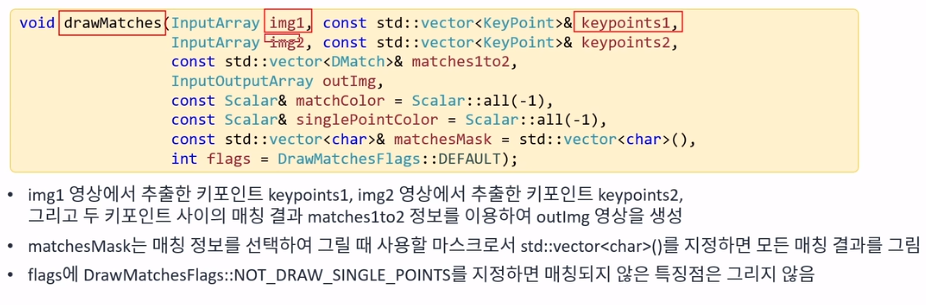 void drawMatches(InputArray img1, const std::vector<KeyPoint>& keypoints1,
InputArray img2, const std::vector<KeyPoint>& keypoints2,
const std::vector<DMatch>& matches1to2,
InputOutputArray outImg,
const Scalar& matchColor = Scalar::all(-1),
const Scalar& singlePointColor = Scalar::all(-1),
const std::vector<char>& matchesMask = std::vector<char>(),
int flags = DrawMatchesFlags::DEFAULT);
• img1 영상에서 추출한 키포인트 keypoints1, img2 영상에서 추출한 키포인트 keypoints2,
그리고 두 키포인트 사이의 매칭 결과 matches1to2 정보를 이용하여 outImg 영상을 생성
• matchesMask는 매칭 정보를 선택하여 그릴 때 사용할 마스크로서 std::vector<char>()를 지정하면 모든 매칭 결과를 그림
• flags에 DrawMatchesFlags::NOT_DRAW_SINGLE_POINTS를 지정하면 매칭되지 않은 특징점은 그리지 않음